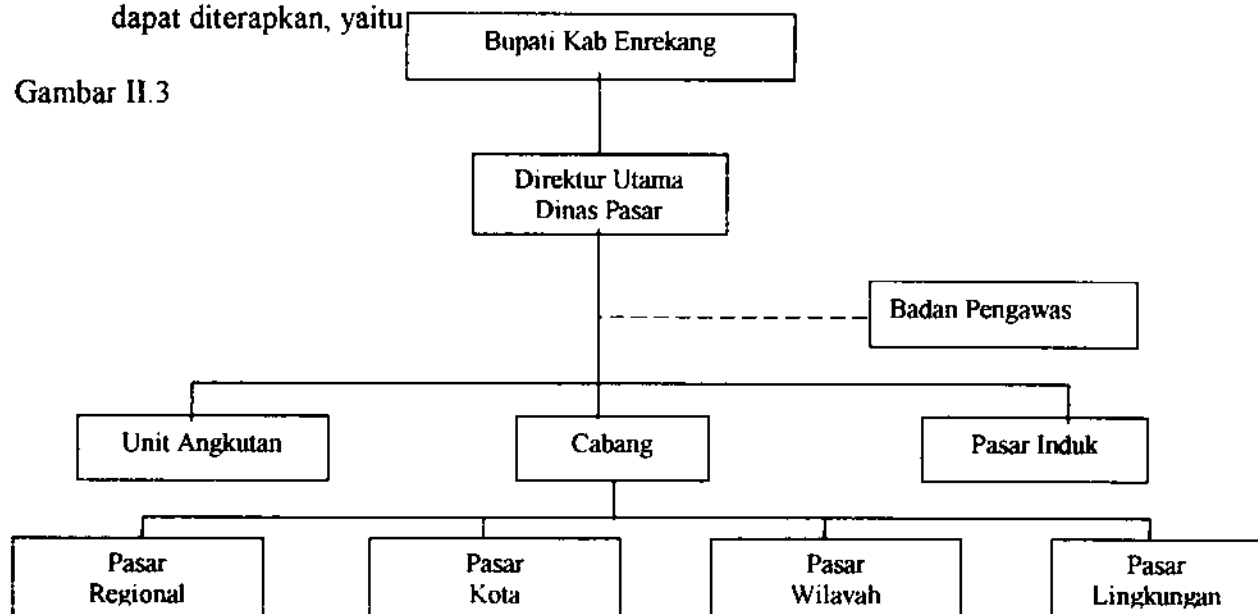 dapat diterapkan, yaitu
Bupati Kab Enrekang
Gambar II.3
Direktur Utama
Dinas Pasar
Badan Pengawas
Unit Angkutan
Cabang
Pasar Induk
Pasar
Regional
Pasar
Kota
Pasar
Wilayah
Pasar
Lingkungan